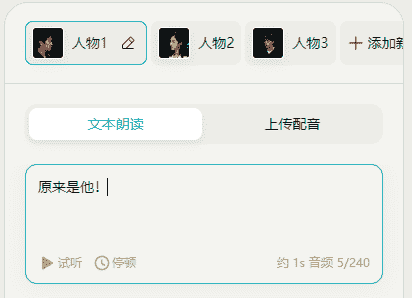 人物1 人物2 人物3 添加新
文本朗读 上传配音
原来是他！
试听 停顿 约 1s 音频 5/240